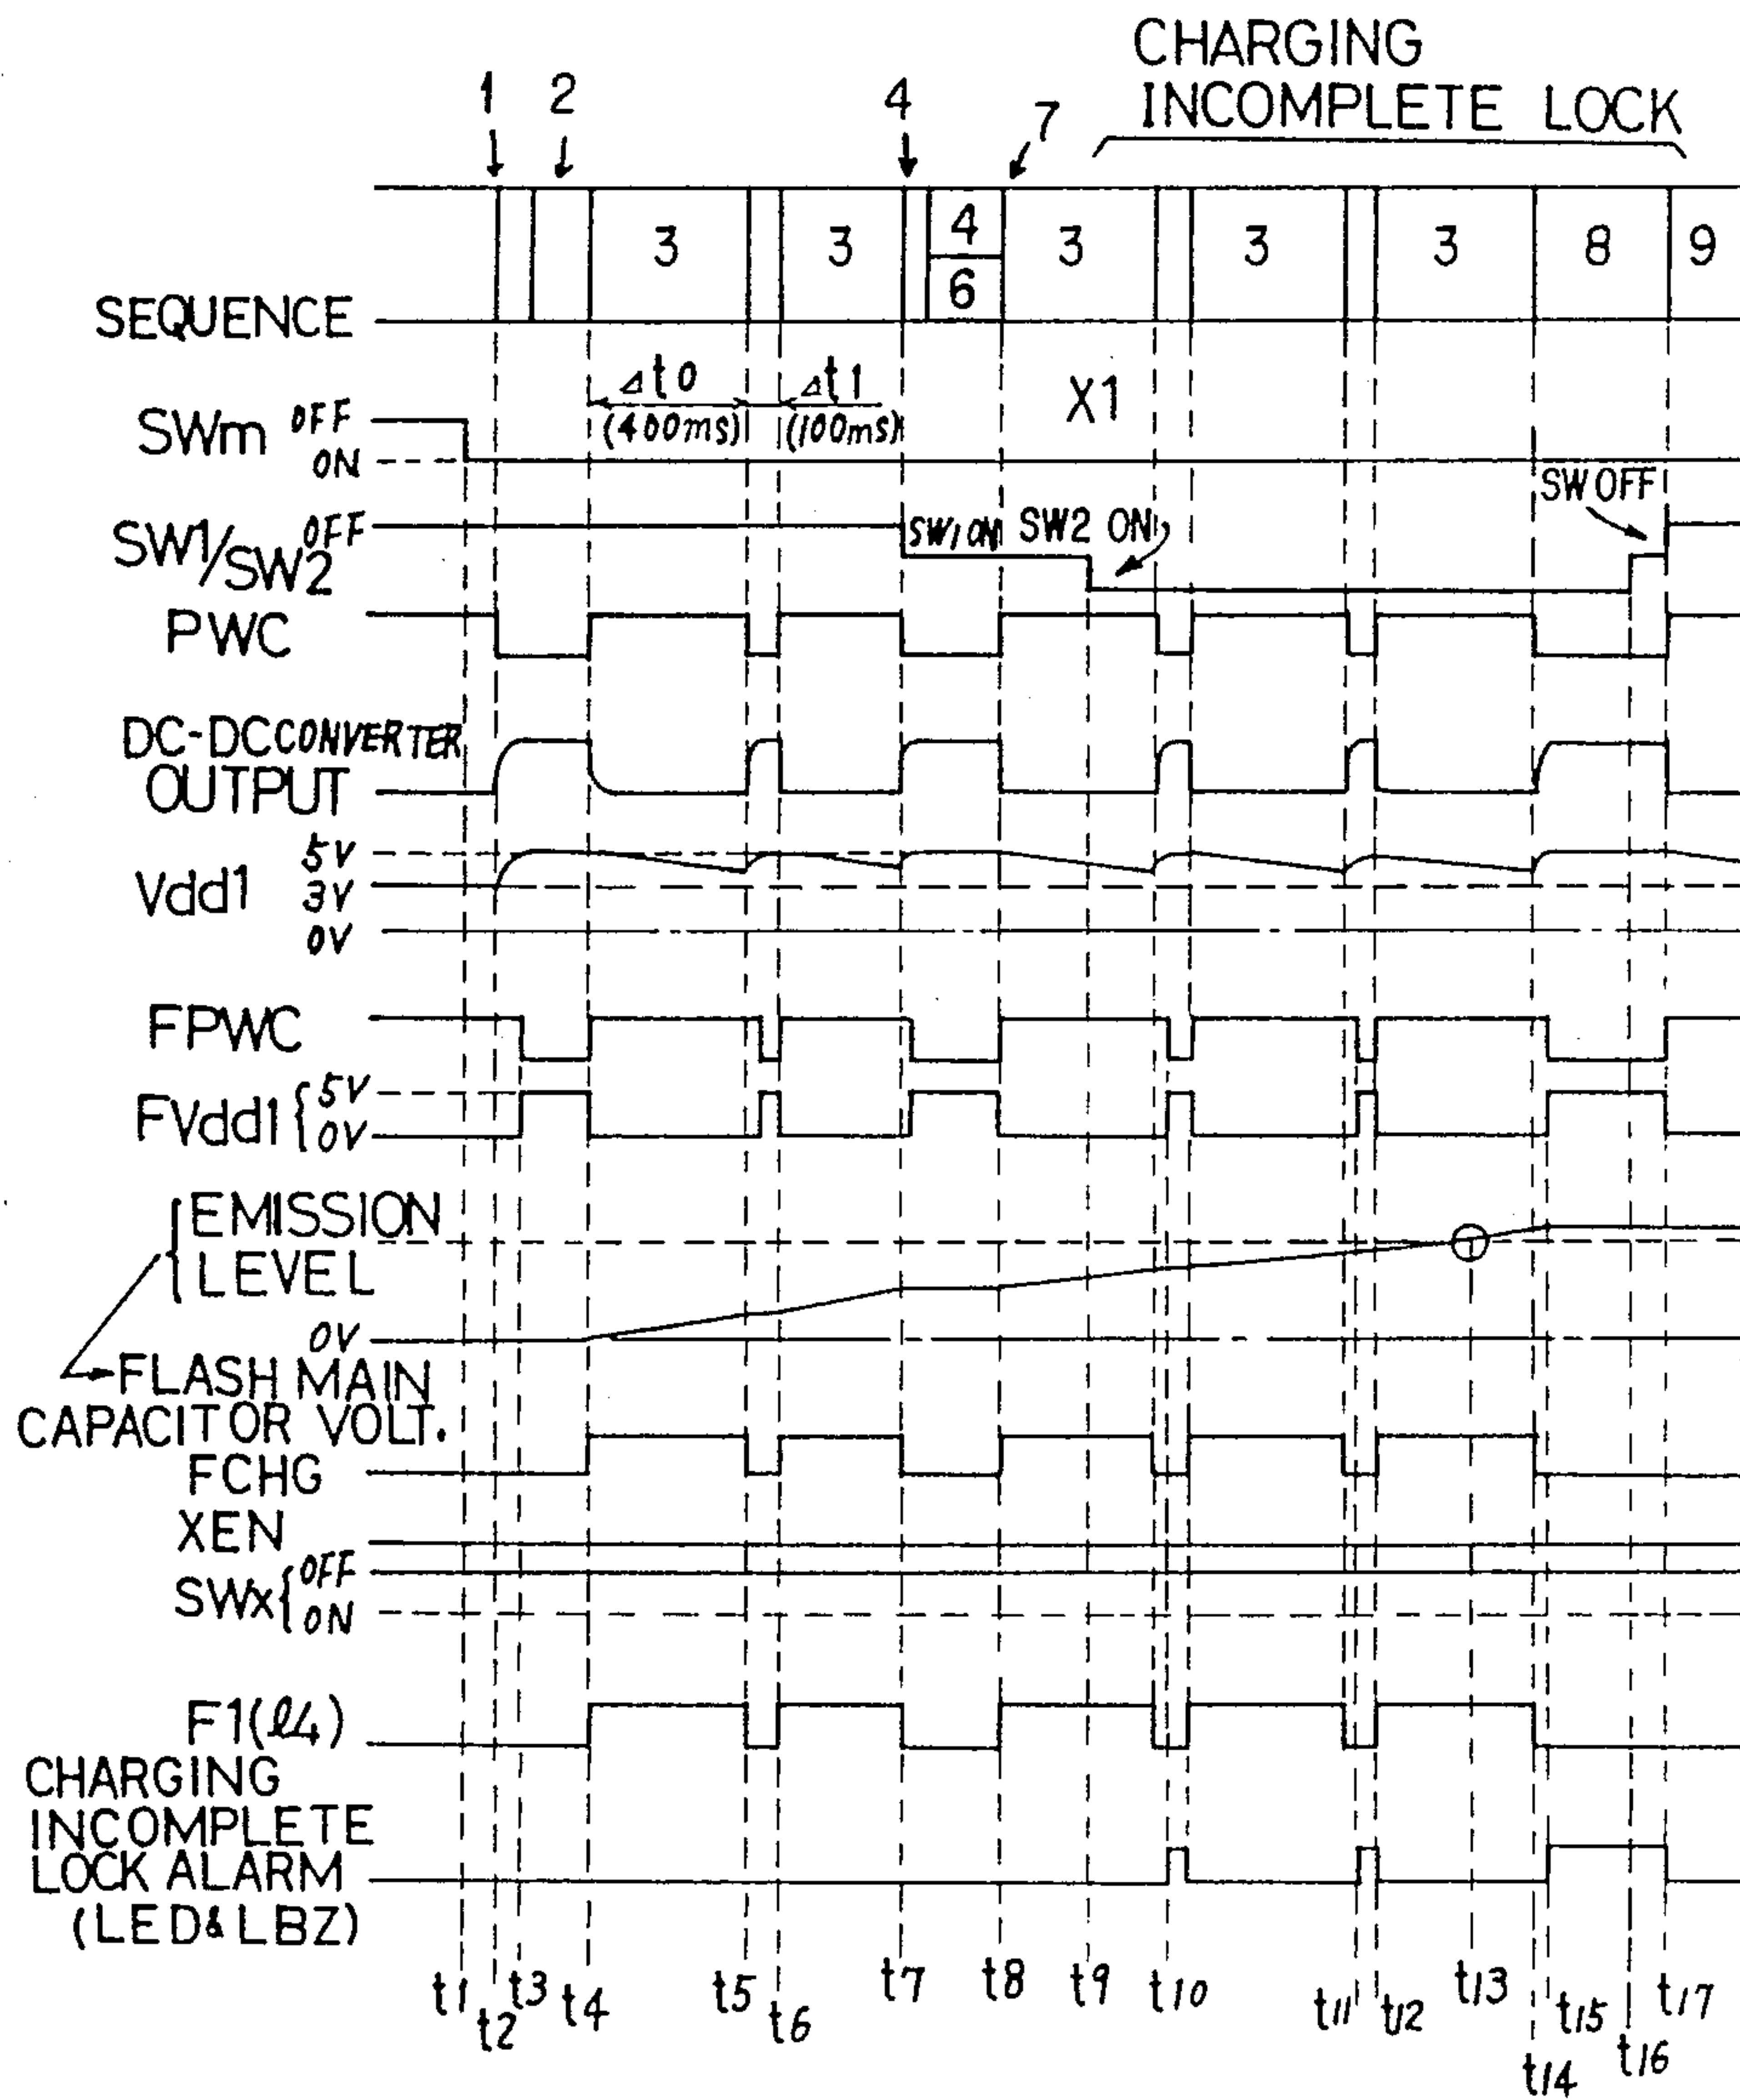 CHARGING
INCOMPLETE LOCK
1 2 4 7
3 3 4 3 3 3 8 9
6
SEQUENCE
Δt0 Δt1 X1
(400ms) (100ms)
SWm OFF
ON
SW OFF
SW1/SW2 OFF SW1 ON SW2 ON
PWC
DC-DC CONVERTER
OUTPUT
5V
Vdd1 3V
0V
FPWC
FVdd1 5V
0V
EMISSION
LEVEL
0V
FLASH MAIN
CAPACITOR VOLT.
FCHG
XEN
SWx OFF
ON
F1(ℓ4)
CHARGING
INCOMPLETE
LOCK ALARM
(LED&LBZ)
t1 t2 t3 t4 t5 t6 t7 t8 t9 t10 t11 t12 t13 t14 t15 t16 t17